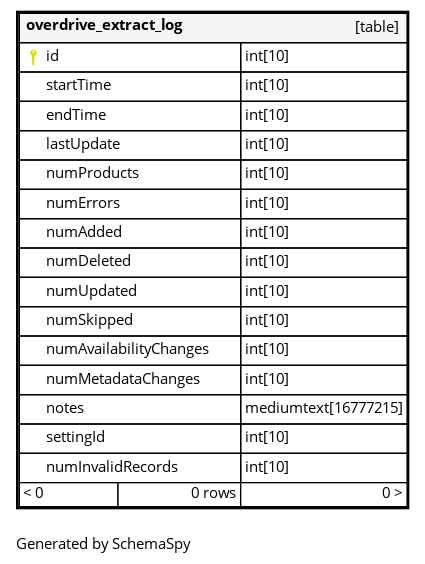 overdrive_extract_log [table]
id int[10]
startTime int[10]
endTime int[10]
lastUpdate int[10]
numProducts int[10]
numErrors int[10]
numAdded int[10]
numDeleted int[10]
numUpdated int[10]
numSkipped int[10]
numAvailabilityChanges int[10]
numMetadataChanges int[10]
notes mediumtext[16777215]
settingId int[10]
numInvalidRecords int[10]
< 0 0 rows 0 >
Generated by SchemaSpy